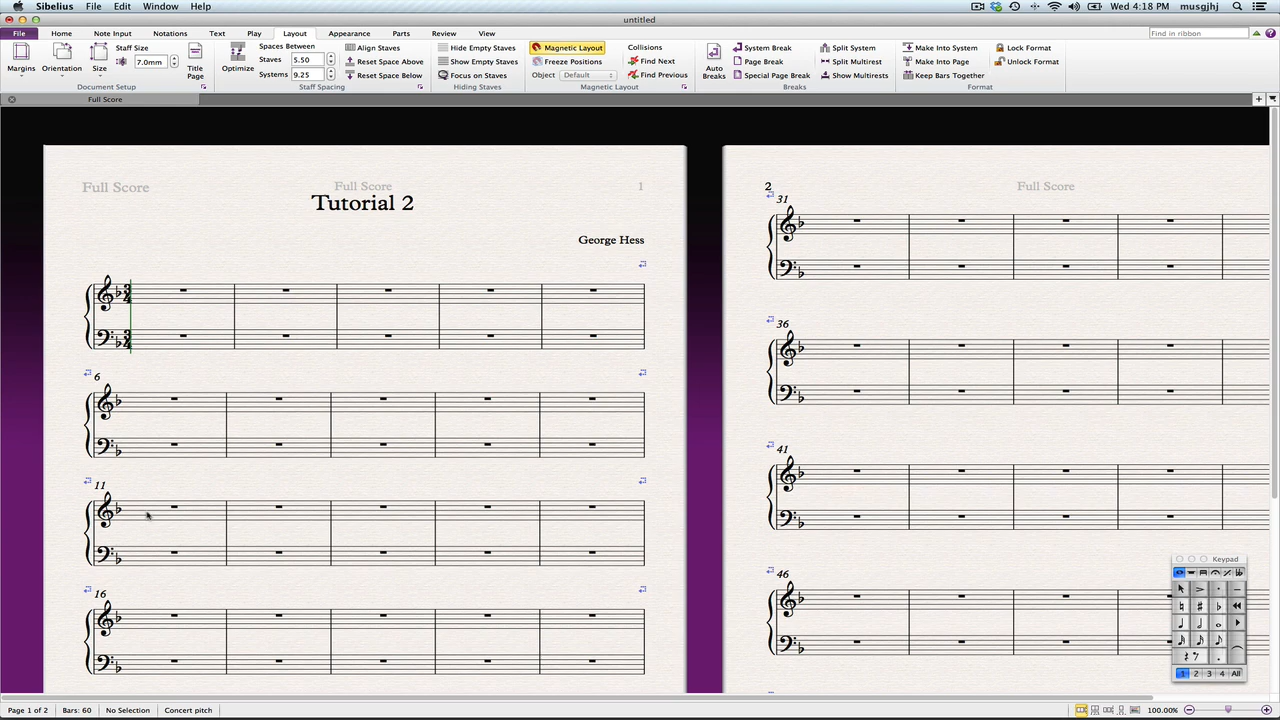 Sibelius File Edit Window Help Wed 4:18 PM musgjhj
untitled
File Home Note Input Notations Text Play Layout Appearance Parts Review View Find in ribbon
Margins Orientation Size Staff Size 7.0mm Title Page Document Setup
Optimize Spaces Between Staves 5.50 Systems 9.25 Align Staves Reset Space Above Reset Space Below Staff Spacing
Hide Empty Staves Show Empty Staves Focus on Staves Hiding Staves
Magnetic Layout Freeze Positions Object Default Collisions Find Next Find Previous Magnetic Layout
Auto Breaks System Break Page Break Special Page Break Split System Split Multirest Show Multirests Breaks
Make Into System Make Into Page Keep Bars Together Lock Format Unlock Format Format
Full Score
Full Score Full Score 1
Tutorial 2
George Hess
3 4
3 4
6
11
16
2 Full Score
31
36
41
46
Keypad
1 2 3 4 All
Page 1 of 2 Bars: 60 No Selection Concert pitch 100.00%